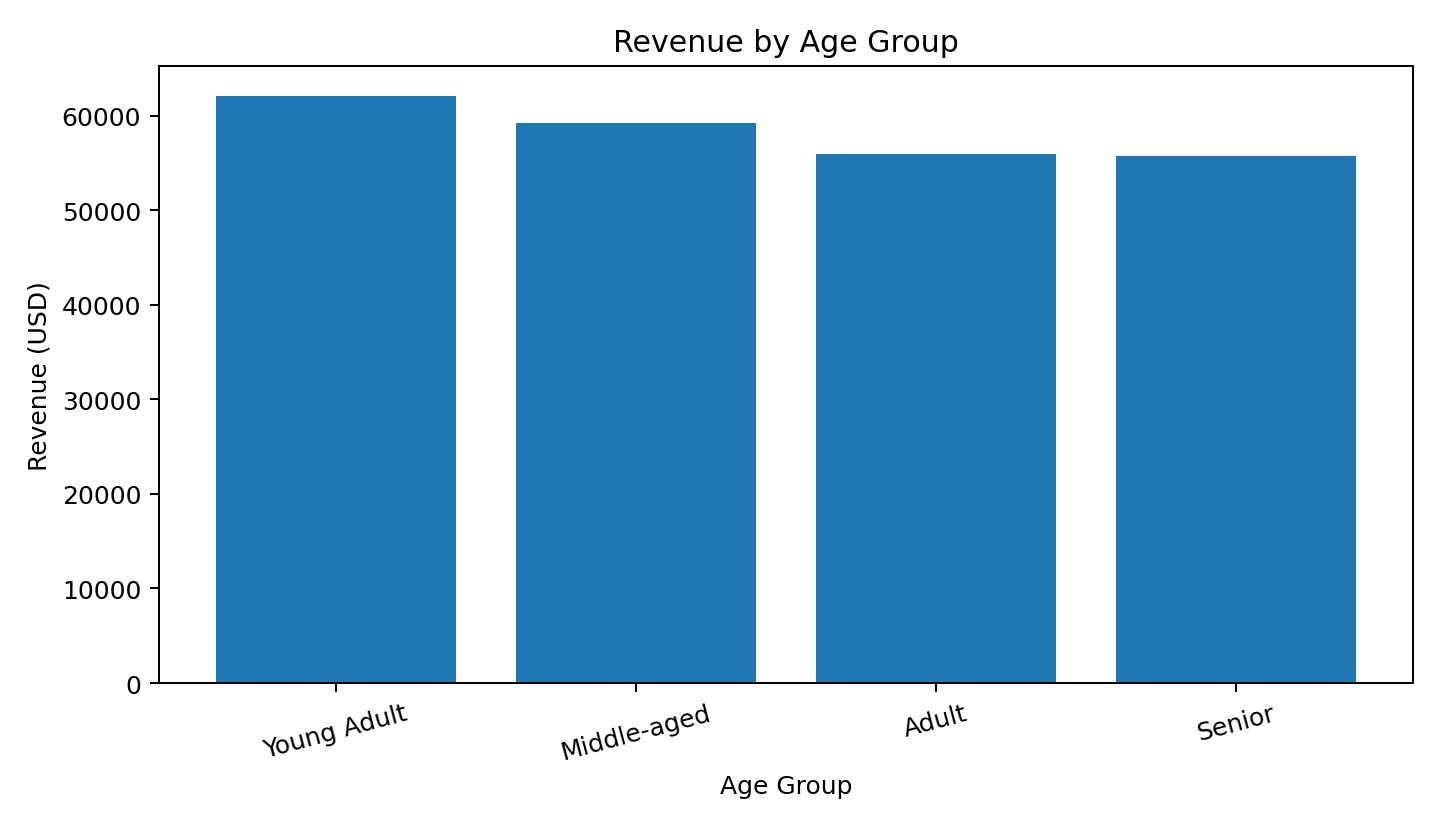 Revenue by Age Group
Revenue (USD)
60000
50000
40000
30000
20000
10000
0
Young Adult
Middle-aged
Adult
Senior
Age Group